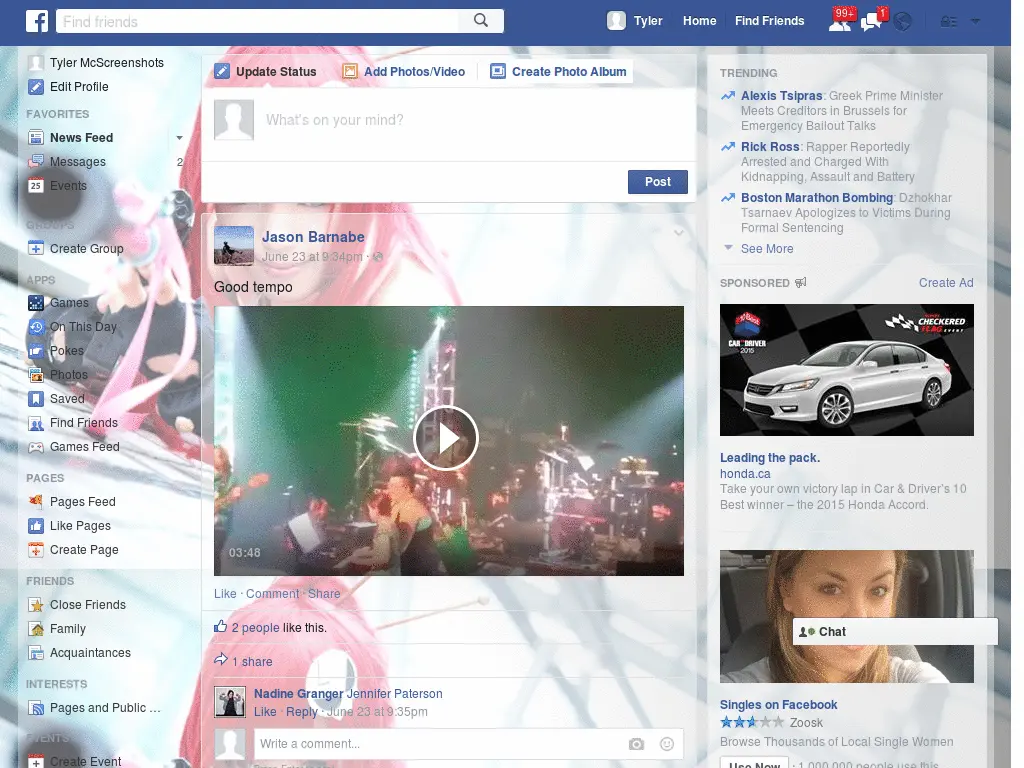 Find friends
Tyler
Home
Find Friends
99+
1
Tyler McScreenshots
Edit Profile
FAVORITES
News Feed
Messages
2
25
Events
GROUPS
Create Group
APPS
Games
On This Day
Pokes
Photos
Saved
Find Friends
Games Feed
PAGES
Pages Feed
Like Pages
Create Page
FRIENDS
Close Friends
Family
Acquaintances
INTERESTS
Pages and Public ...
EVENTS
Create Event
Update Status
Add Photos/Video
Create Photo Album
What's on your mind?
Post
Jason Barnabe
June 23 at 9:34pm ·
Good tempo
03:48
Like · Comment · Share
2 people like this.
1 share
Nadine Granger Jennifer Paterson
Like · Reply · June 23 at 9:35pm
Write a comment...
TRENDING
Alexis Tsipras: Greek Prime Minister
Meets Creditors in Brussels for
Emergency Bailout Talks
Rick Ross: Rapper Reportedly
Arrested and Charged With
Kidnapping, Assault and Battery
Boston Marathon Bombing: Dzhokhar
Tsarnaev Apologizes to Victims During
Formal Sentencing
See More
SPONSORED
Create Ad
CAR and DRIVER
2015
CHECKERED
FLAG EVENT
Leading the pack.
honda.ca
Take your own victory lap in Car & Driver's 10
Best winner – the 2015 Honda Accord.
Chat
Singles on Facebook
Zoosk
Browse Thousands of Local Single Women
Use Now
· 1,000,000 people use this